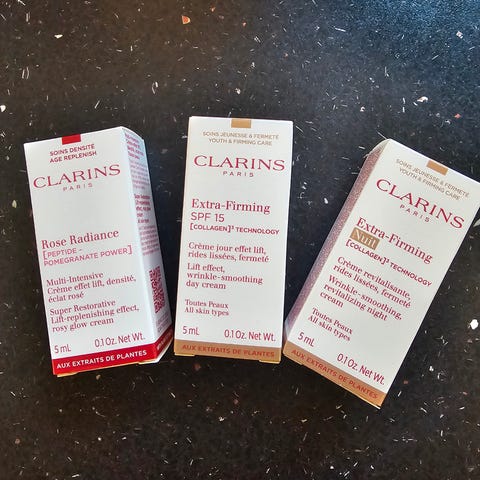 SOINS DENSITÉ
AGE REPLENISH
CLARINS
PARIS
Rose Radiance
[PEPTIDE -
POMEGRANATE POWER]
Multi-Intensive
Crème effet lift, densité,
éclat rosé
Super Restorative
Lift-replenishing effect,
rosy glow cream
5 mL 0.1 Oz. Net Wt.
AUX EXTRAITS DE PLANTES
SOINS JEUNESSE & FERMETÉ
YOUTH & FIRMING CARE
CLARINS
PARIS
Extra-Firming
SPF 15
[COLLAGEN]³ TECHNOLOGY
Crème jour effet lift,
rides lissées, fermeté
Lift effect,
wrinkle-smoothing
day cream
Toutes Peaux
All skin types
5 mL 0.1 Oz. Net Wt.
AUX EXTRAITS DE PLANTES
SOINS JEUNESSE & FERMETÉ
YOUTH & FIRMING CARE
CLARINS
PARIS
Extra-Firming
Nuit
[COLLAGEN]³ TECHNOLOGY
Crème revitalisante,
rides lissées, fermeté
Wrinkle-smoothing,
revitalizing night
cream
Toutes Peaux
All skin types
5 mL 0.1 Oz. Net Wt.
AUX EXTRAITS DE PLANTES